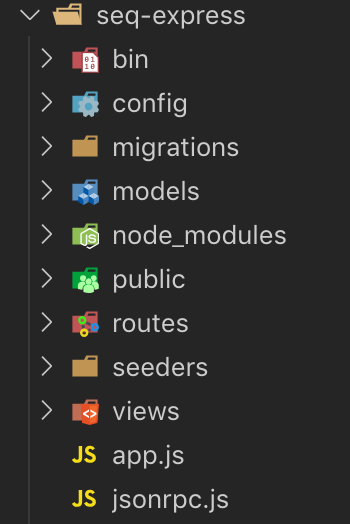 seq-express
bin
config
migrations
models
node_modules
public
routes
seeders
views
JS app.js
JS jsonrpc.js